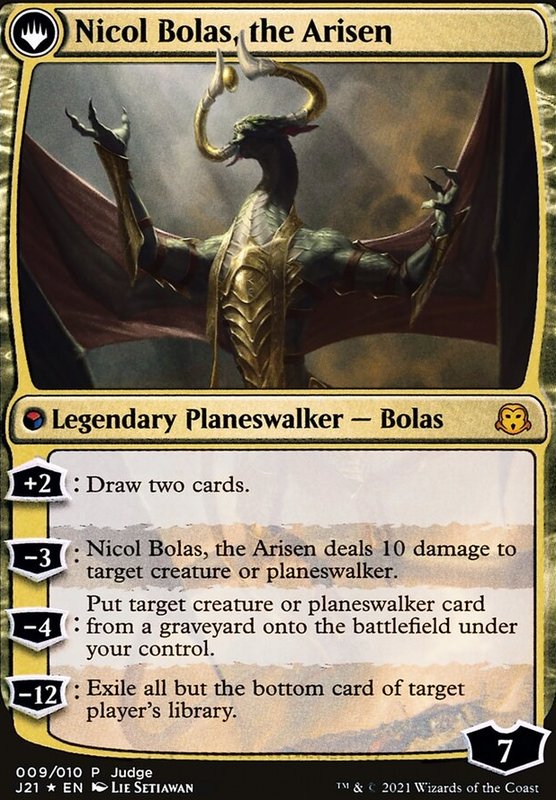 Nicol Bolas, the Arisen
Legendary Planeswalker — Bolas
+2 : Draw two cards.
−3 : Nicol Bolas, the Arisen deals 10 damage to
target creature or planeswalker.
Put target creature or planeswalker card
−4 : from a graveyard onto the battlefield under
your control.
−12 : Exile all but the bottom card of target
player's library.
7
009/010 P Judge
J21 ★ EN Lie Setiawan
™ & © 2021 Wizards of the Coast